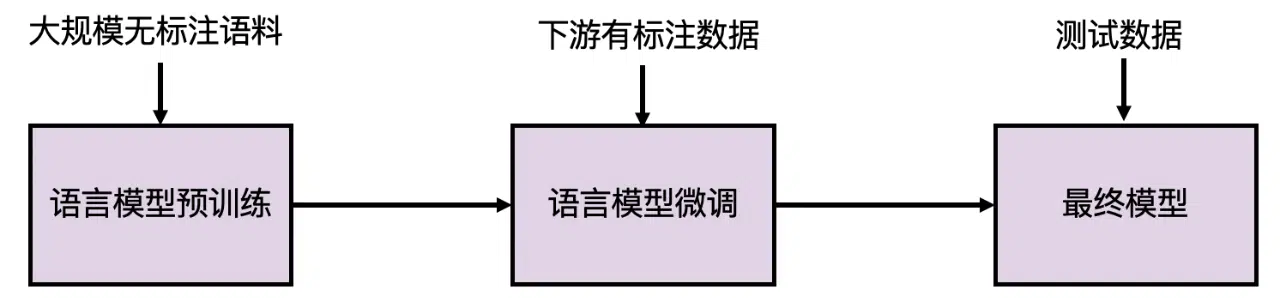 大规模无标注语料
下游有标注数据
测试数据
语言模型预训练
语言模型微调
最终模型